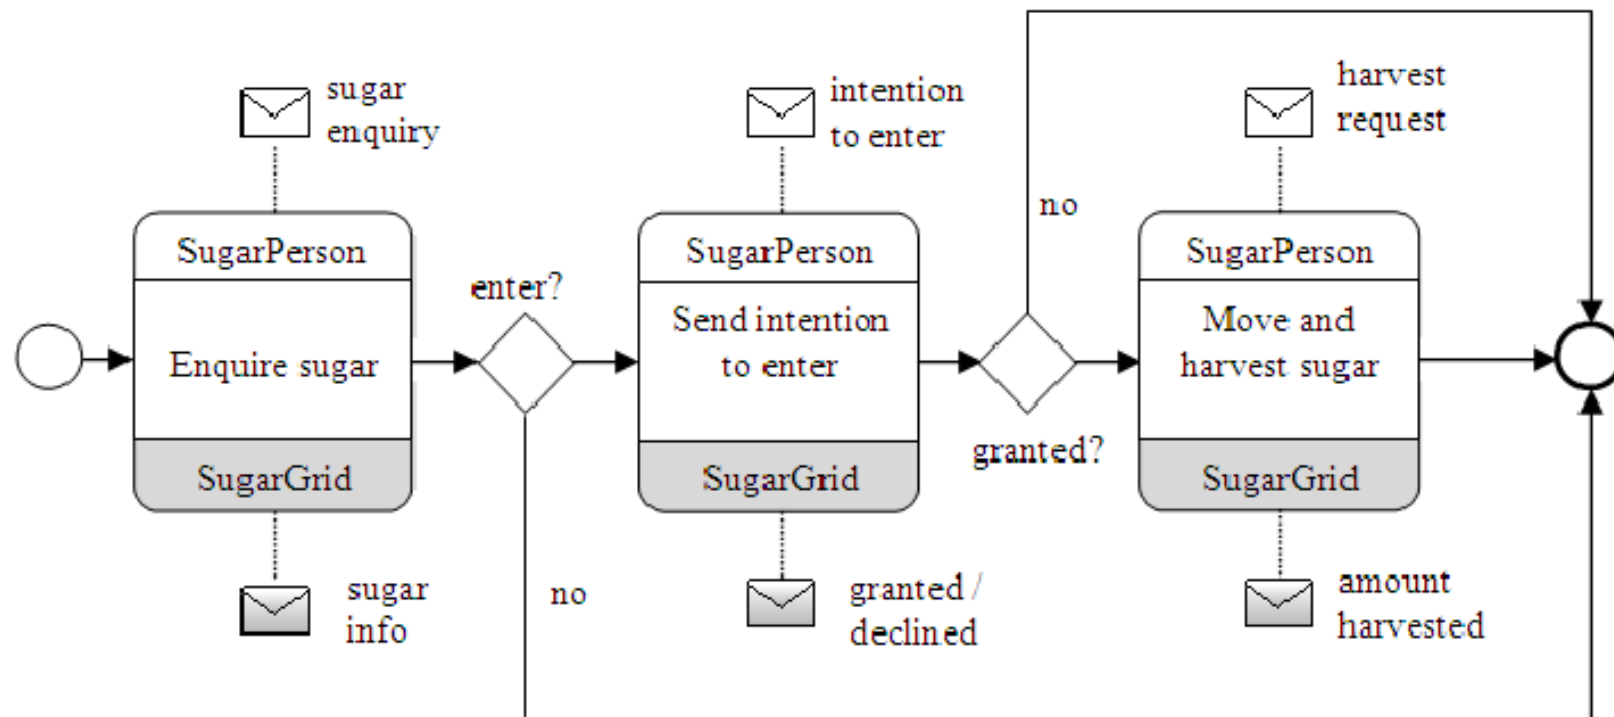 sugar
enquiry
SugarPerson
Enquire sugar
SugarGrid
sugar
info
enter?
no
intention
to enter
SugarPerson
Send intention
to enter
SugarGrid
granted /
declined
no
granted?
harvest
request
SugarPerson
Move and
harvest sugar
SugarGrid
amount
harvested